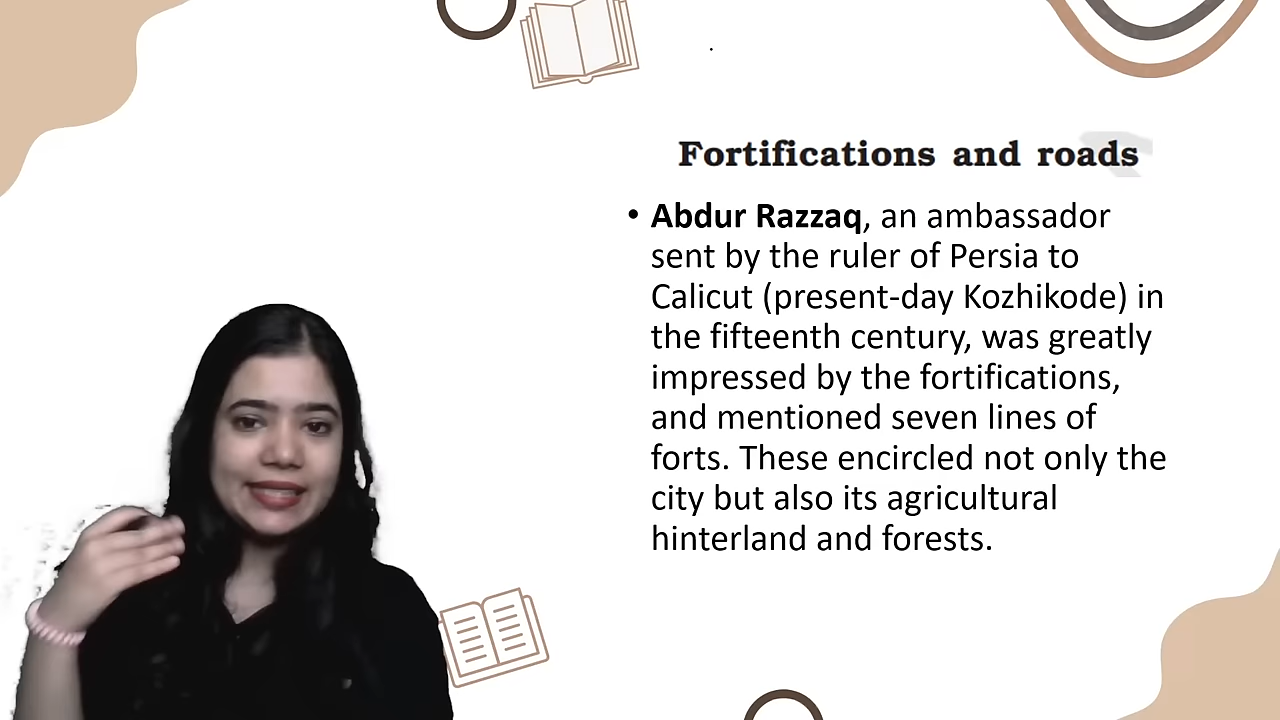 Fortifications and roads
• Abdur Razzaq, an ambassador
sent by the ruler of Persia to
Calicut (present-day Kozhikode) in
the fifteenth century, was greatly
impressed by the fortifications,
and mentioned seven lines of
forts. These encircled not only the
city but also its agricultural
hinterland and forests.